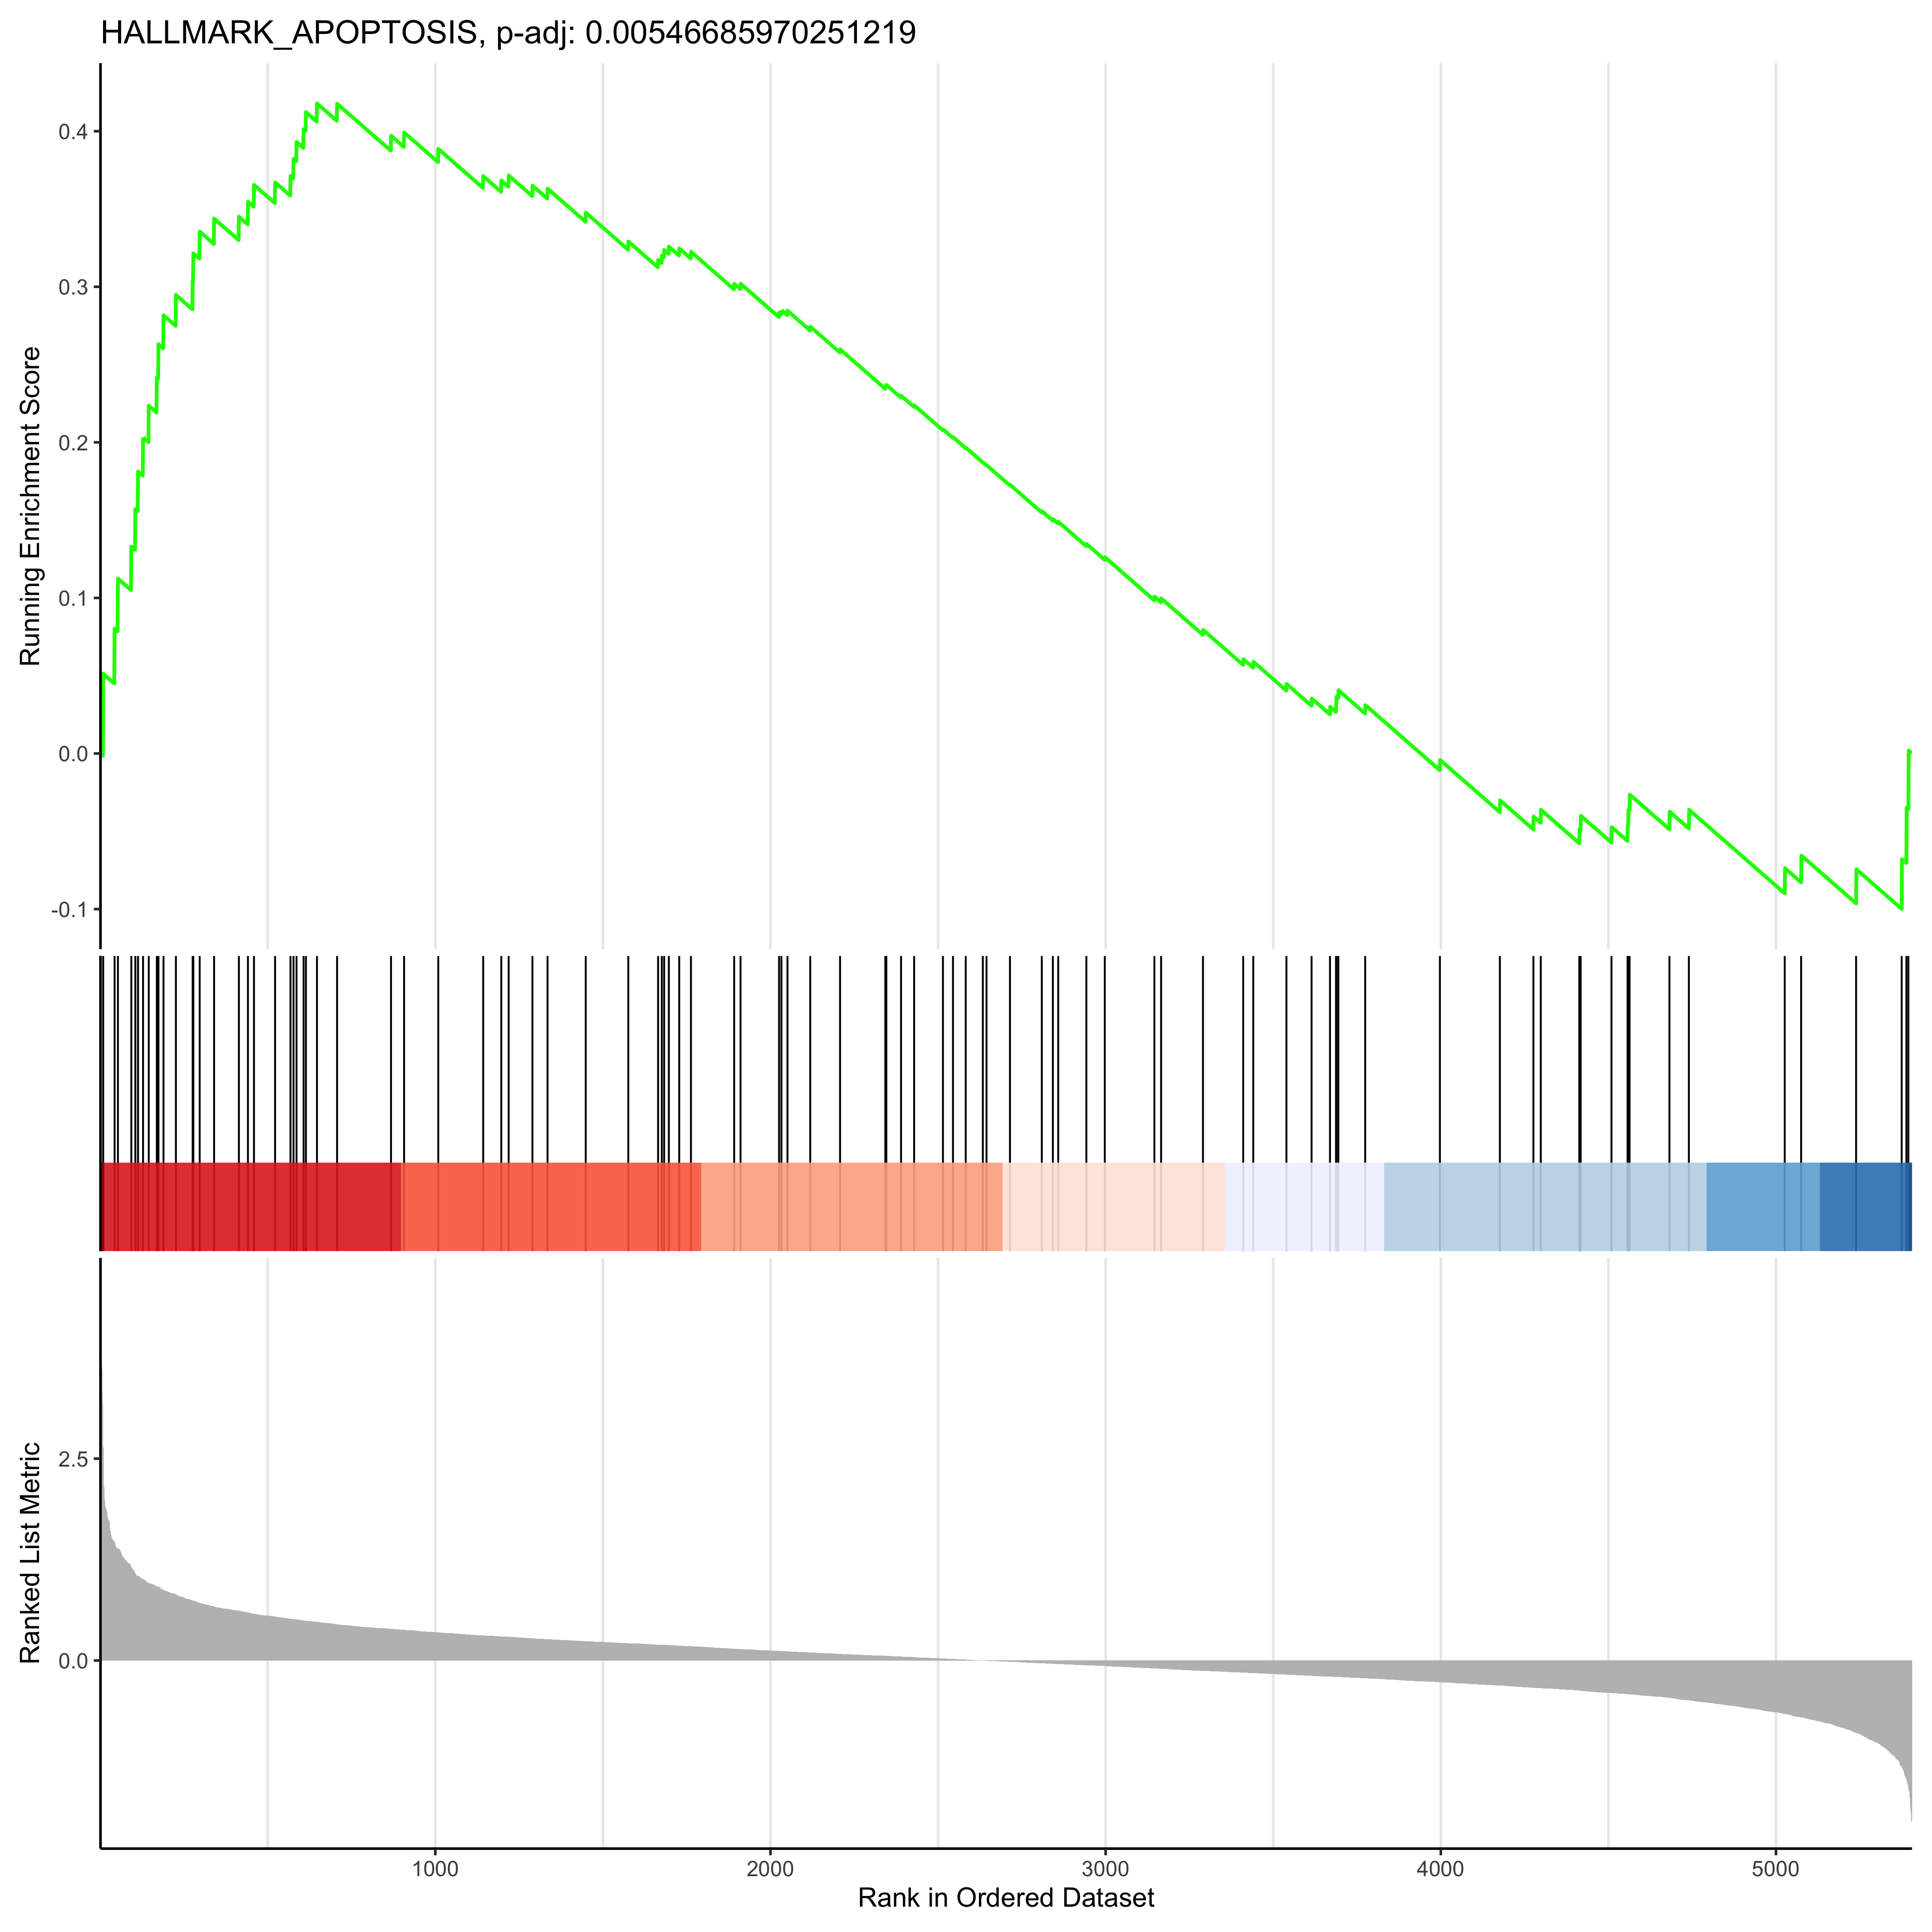 HALLMARK_APOPTOSIS, p-adj: 0.00546685970251219
Running Enrichment Score
0.4
0.3
0.2
0.1
0.0
-0.1
Ranked List Metric
2.5
0.0
1000 2000 3000 4000 5000
Rank in Ordered Dataset